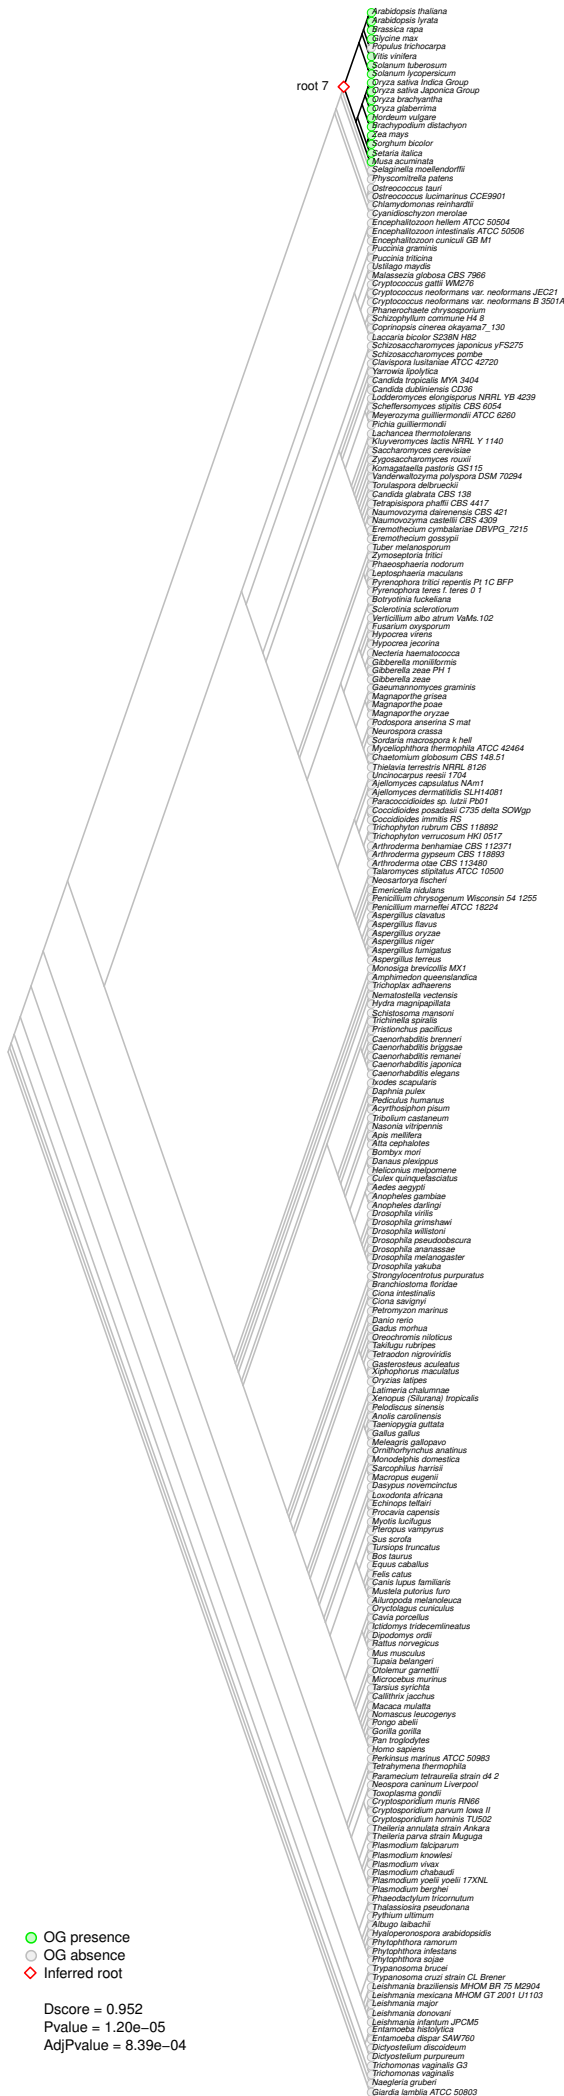 Arabidopsis thaliana
Arabidopsis lyrata
Brassica rapa
Glycine max
Populus trichocarpa
Vitis vinifera
Solanum tuberosum
Solanum lycopersicum
Oryza sativa Indica Group
root 7
Oryza sativa Japonica Group
Oryza brachyantha
Oryza glaberrima
Hordeum vulgare
Brachypodium distachyon
Zea mays
Sorghum bicolor
Setaria italica
Musa acuminata
Selaginella moellendorffii
Physcomitrella patens
Ostreococcus tauri
Ostreococcus lucimarinus CCE9901
Chlamydomonas reinhardtii
Cyanidioschyzon merolae
Encephalitozoon hellem ATCC 50504
Encephalitozoon intestinalis ATCC 50506
Encephalitozoon cuniculi GB M1
Puccinia graminis
Puccinia triticina
Ustilago maydis
Malassezia globosa CBS 7966
Cryptococcus gattii WM276
Cryptococcus neoformans var. neoformans JEC21
Cryptococcus neoformans var. neoformans B 3501A
Phanerochaete chrysosporium
Schizophyllum commune H4 8
Coprinopsis cinerea okayama7_130
Laccaria bicolor S238N H82
Schizosaccharomyces japonicus yFS275
Schizosaccharomyces pombe
Clavispora lusitaniae ATCC 42720
Yarrowia lipolytica
Candida tropicalis MYA 3404
Candida dubliniensis CD36
Lodderomyces elongisporus NRRL YB 4239
Scheffersomyces stipitis CBS 6054
Meyerozyma guilliermondii ATCC 6260
Pichia guilliermondii
Lachancea thermotolerans
Kluyveromyces lactis NRRL Y 1140
Saccharomyces cerevisiae
Zygosaccharomyces rouxii
Komagataella pastoris GS115
Vanderwaltozyma polyspora DSM 70294
Torulaspora delbrueckii
Candida glabrata CBS 138
Tetrapisispora phaffii CBS 4417
Naumovozyma dairenensis CBS 421
Naumovozyma castellii CBS 4309
Eremothecium cymbalariae DBVPG_7215
Eremothecium gossypii
Tuber melanosporum
Zymoseptoria tritici
Phaeosphaeria nodorum
Leptosphaeria maculans
Pyrenophora tritici repentis Pt 1C BFP
Pyrenophora teres f. teres 0 1
Botryotinia fuckeliana
Sclerotinia sclerotiorum
Verticillium albo atrum VaMs.102
Fusarium oxysporum
Hypocrea virens
Hypocrea jecorina
Necteria haematococca
Gibberella moniliformis
Gibberella zeae PH 1
Gibberella zeae
Gaeumannomyces graminis
Magnaporthe grisea
Magnaporthe poae
Magnaporthe oryzae
Podospora anserina S mat
Neurospora crassa
Sordaria macrospora k hell
Myceliophthora thermophila ATCC 42464
Chaetomium globosum CBS 148.51
Thielavia terrestris NRRL 8126
Uncinocarpus reesii 1704
Ajellomyces capsulatus NAm1
Ajellomyces dermatitidis SLH14081
Paracoccidioides sp. lutzii Pb01
Coccidioides posadasii C735 delta SOWgp
Coccidioides immitis RS
Trichophyton rubrum CBS 118892
Trichophyton verrucosum HKI 0517
Arthroderma benhamiae CBS 112371
Arthroderma gypseum CBS 118893
Arthroderma otae CBS 113480
Talaromyces stipitatus ATCC 10500
Neosartorya fischeri
Emericella nidulans
Penicillium chrysogenum Wisconsin 54 1255
Penicillium marneffei ATCC 18224
Aspergillus clavatus
Aspergillus flavus
Aspergillus oryzae
Aspergillus niger
Aspergillus fumigatus
Aspergillus terreus
Monosiga brevicollis MX1
Amphimedon queenslandica
Trichoplax adhaerens
Nematostella vectensis
Hydra magnipapillata
Schistosoma mansoni
Trichinella spiralis
Pristionchus pacificus
Caenorhabditis brenneri
Caenorhabditis briggsae
Caenorhabditis remanei
Caenorhabditis japonica
Caenorhabditis elegans
Ixodes scapularis
Daphnia pulex
Pediculus humanus
Acyrthosiphon pisum
Tribolium castaneum
Nasonia vitripennis
Apis mellifera
Atta cephalotes
Bombyx mori
Danaus plexippus
Heliconius melpomene
Culex quinquefasciatus
Aedes aegypti
Anopheles gambiae
Anopheles darlingi
Drosophila virilis
Drosophila grimshawi
Drosophila willistoni
Drosophila pseudoobscura
Drosophila ananassae
Drosophila melanogaster
Drosophila yakuba
Strongylocentrotus purpuratus
Branchiostoma floridae
Ciona intestinalis
Ciona savignyi
Petromyzon marinus
Danio rerio
Gadus morhua
Oreochromis niloticus
Takifugu rubripes
Tetraodon nigroviridis
Gasterosteus aculeatus
Xiphophorus maculatus
Oryzias latipes
Latimeria chalumnae
Xenopus (Silurana) tropicalis
Pelodiscus sinensis
Anolis carolinensis
Taeniopygia guttata
Gallus gallus
Meleagris gallopavo
Ornithorhynchus anatinus
Monodelphis domestica
Sarcophilus harrisii
Macropus eugenii
Dasypus novemcinctus
Loxodonta africana
Echinops telfairi
Procavia capensis
Myotis lucifugus
Pteropus vampyrus
Sus scrofa
Tursiops truncatus
Bos taurus
Equus caballus
Felis catus
Canis lupus familiaris
Mustela putorius furo
Ailuropoda melanoleuca
Oryctolagus cuniculus
Cavia porcellus
Ictidomys tridecemlineatus
Dipodomys ordii
Rattus norvegicus
Mus musculus
Tupaia belangeri
Otolemur garnettii
Microcebus murinus
Tarsius syrichta
Callithrix jacchus
Macaca mulatta
Nomascus leucogenys
Pongo abelii
Gorilla gorilla
Pan troglodytes
Homo sapiens
Perkinsus marinus ATCC 50983
Tetrahymena thermophila
Paramecium tetraurelia strain d4 2
Neospora caninum Liverpool
Toxoplasma gondii
Cryptosporidium muris RN66
Cryptosporidium parvum Iowa II
Cryptosporidium hominis TU502
Theileria annulata strain Ankara
Theileria parva strain Muguga
Plasmodium falciparum
Plasmodium knowlesi
Plasmodium vivax
Plasmodium chabaudi
Plasmodium yoelii yoelii 17XNL
Plasmodium berghei
Phaeodactylum tricornutum
Thalassiosira pseudonana
Pythium ultimum
Albugo laibachii
Hyaloperonospora arabidopsidis
Phytophthora ramorum
Phytophthora infestans
Phytophthora sojae
Trypanosoma brucei
Trypanosoma cruzi strain CL Brener
Leishmania braziliensis MHOM BR 75 M2904
Leishmania mexicana MHOM GT 2001 U1103
Leishmania major
Leishmania donovani
Leishmania infantum JPCM5
Entamoeba histolytica
Entamoeba dispar SAW760
Dictyostelium discoideum
Dictyostelium purpureum
Trichomonas vaginalis G3
Trichomonas vaginalis
Naegleria gruberi
Giardia lamblia ATCC 50803
OG presence
OG absence
Inferred root
Dscore = 0.952
Pvalue = 1.20e−05
AdjPvalue = 8.39e−04